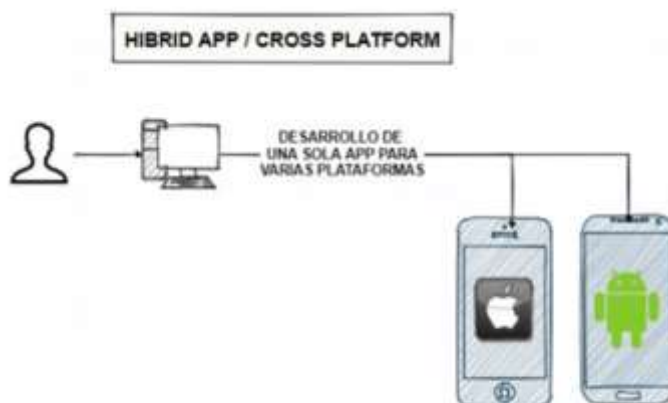 HIBRID APP / CROSS PLATFORM
DESARROLLO DE
UNA SOLA APP PARA
VARIAS PLATAFORMAS